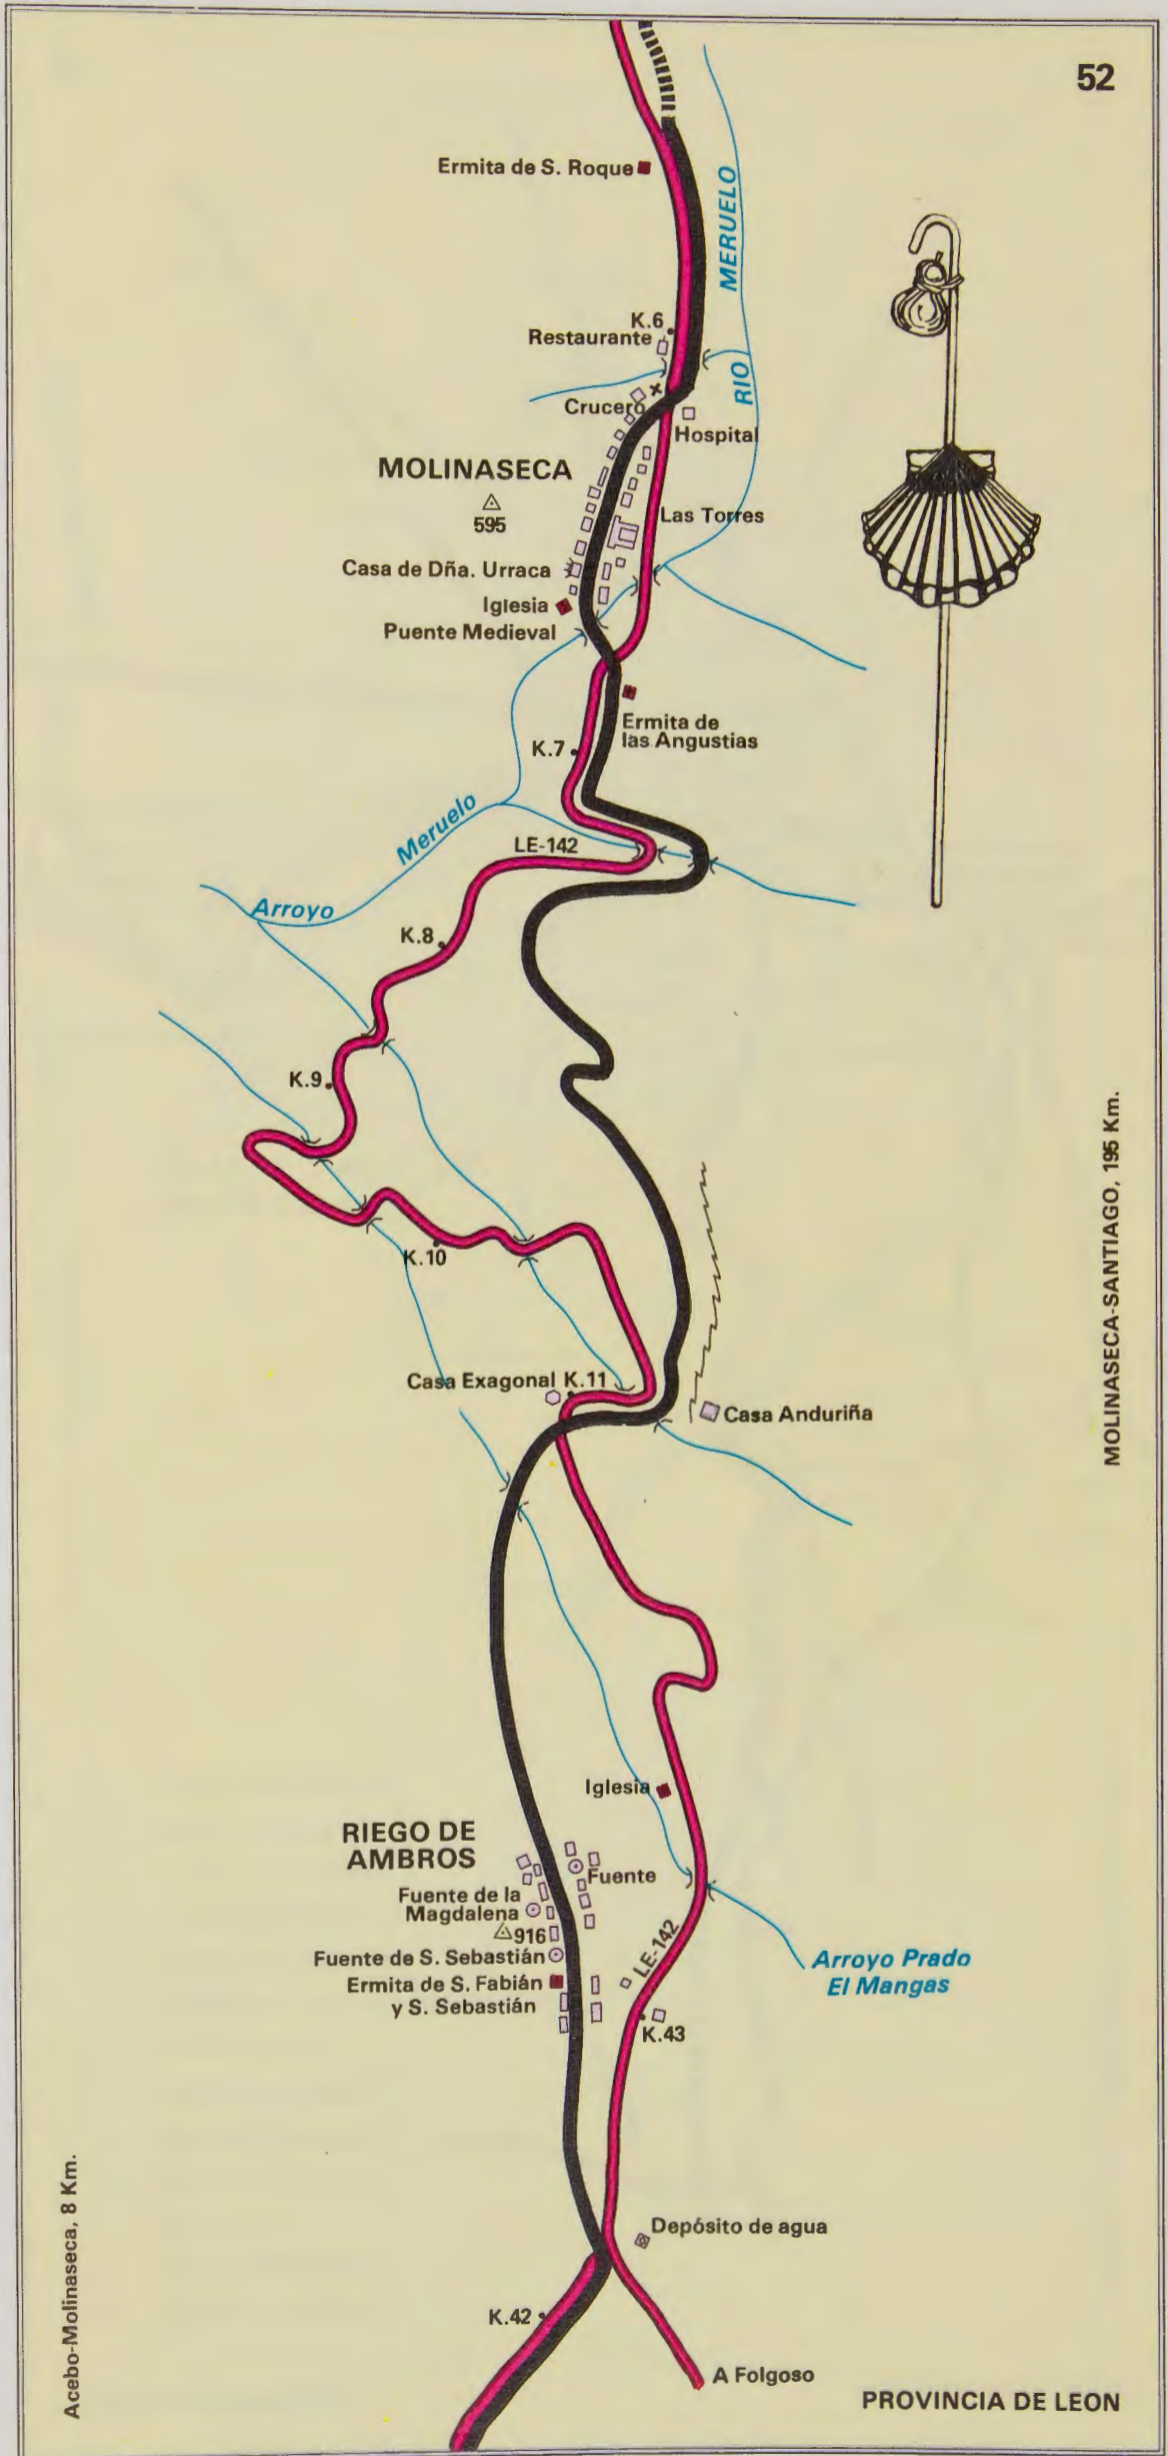 52
Ermita de S. Roque
MERUELO
RIO
K.6
Restaurante
Crucero
Hospital
MOLINASECA
595
Las Torres
Casa de Dña. Urraca
Iglesia
Puente Medieval
Ermita de
las Angustias
K.7
Meruelo
Arroyo
LE-142
K.8
K.9
K.10
MOLINASECA-SANTIAGO, 195 Km.
Casa Exagonal K.11
Casa Anduriña
Iglesia
RIEGO DE
AMBROS
Fuente
Fuente de la
Magdalena
916
Fuente de S. Sebastián
Ermita de S. Fabián
y S. Sebastián
LE-142
Arroyo Prado
El Mangas
K.43
Acebo-Molinaseca, 8 Km.
Depósito de agua
K.42
A Folgoso
PROVINCIA DE LEON